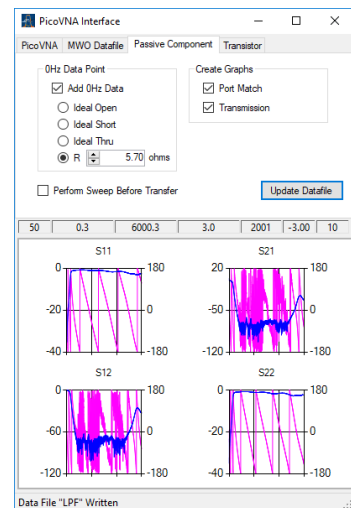 PicoVNA Interface
PicoVNA MWO Datafile Passive Component Transistor
0Hz Data Point
Add 0Hz Data
Ideal Open
Ideal Short
Ideal Thru
R 5.70 ohms
Create Graphs
Port Match
Transmission
Perform Sweep Before Transfer
Update Datafile
50 0.3 6000.3 3.0 2001 -3.00 10
S11
0 180
-20 0
-40 -180
S21
20 180
-50 0
-120 -180
S12
0 180
-60 0
-120 -180
S22
0 180
-20 0
-40 -180
Data File "LPF" Written